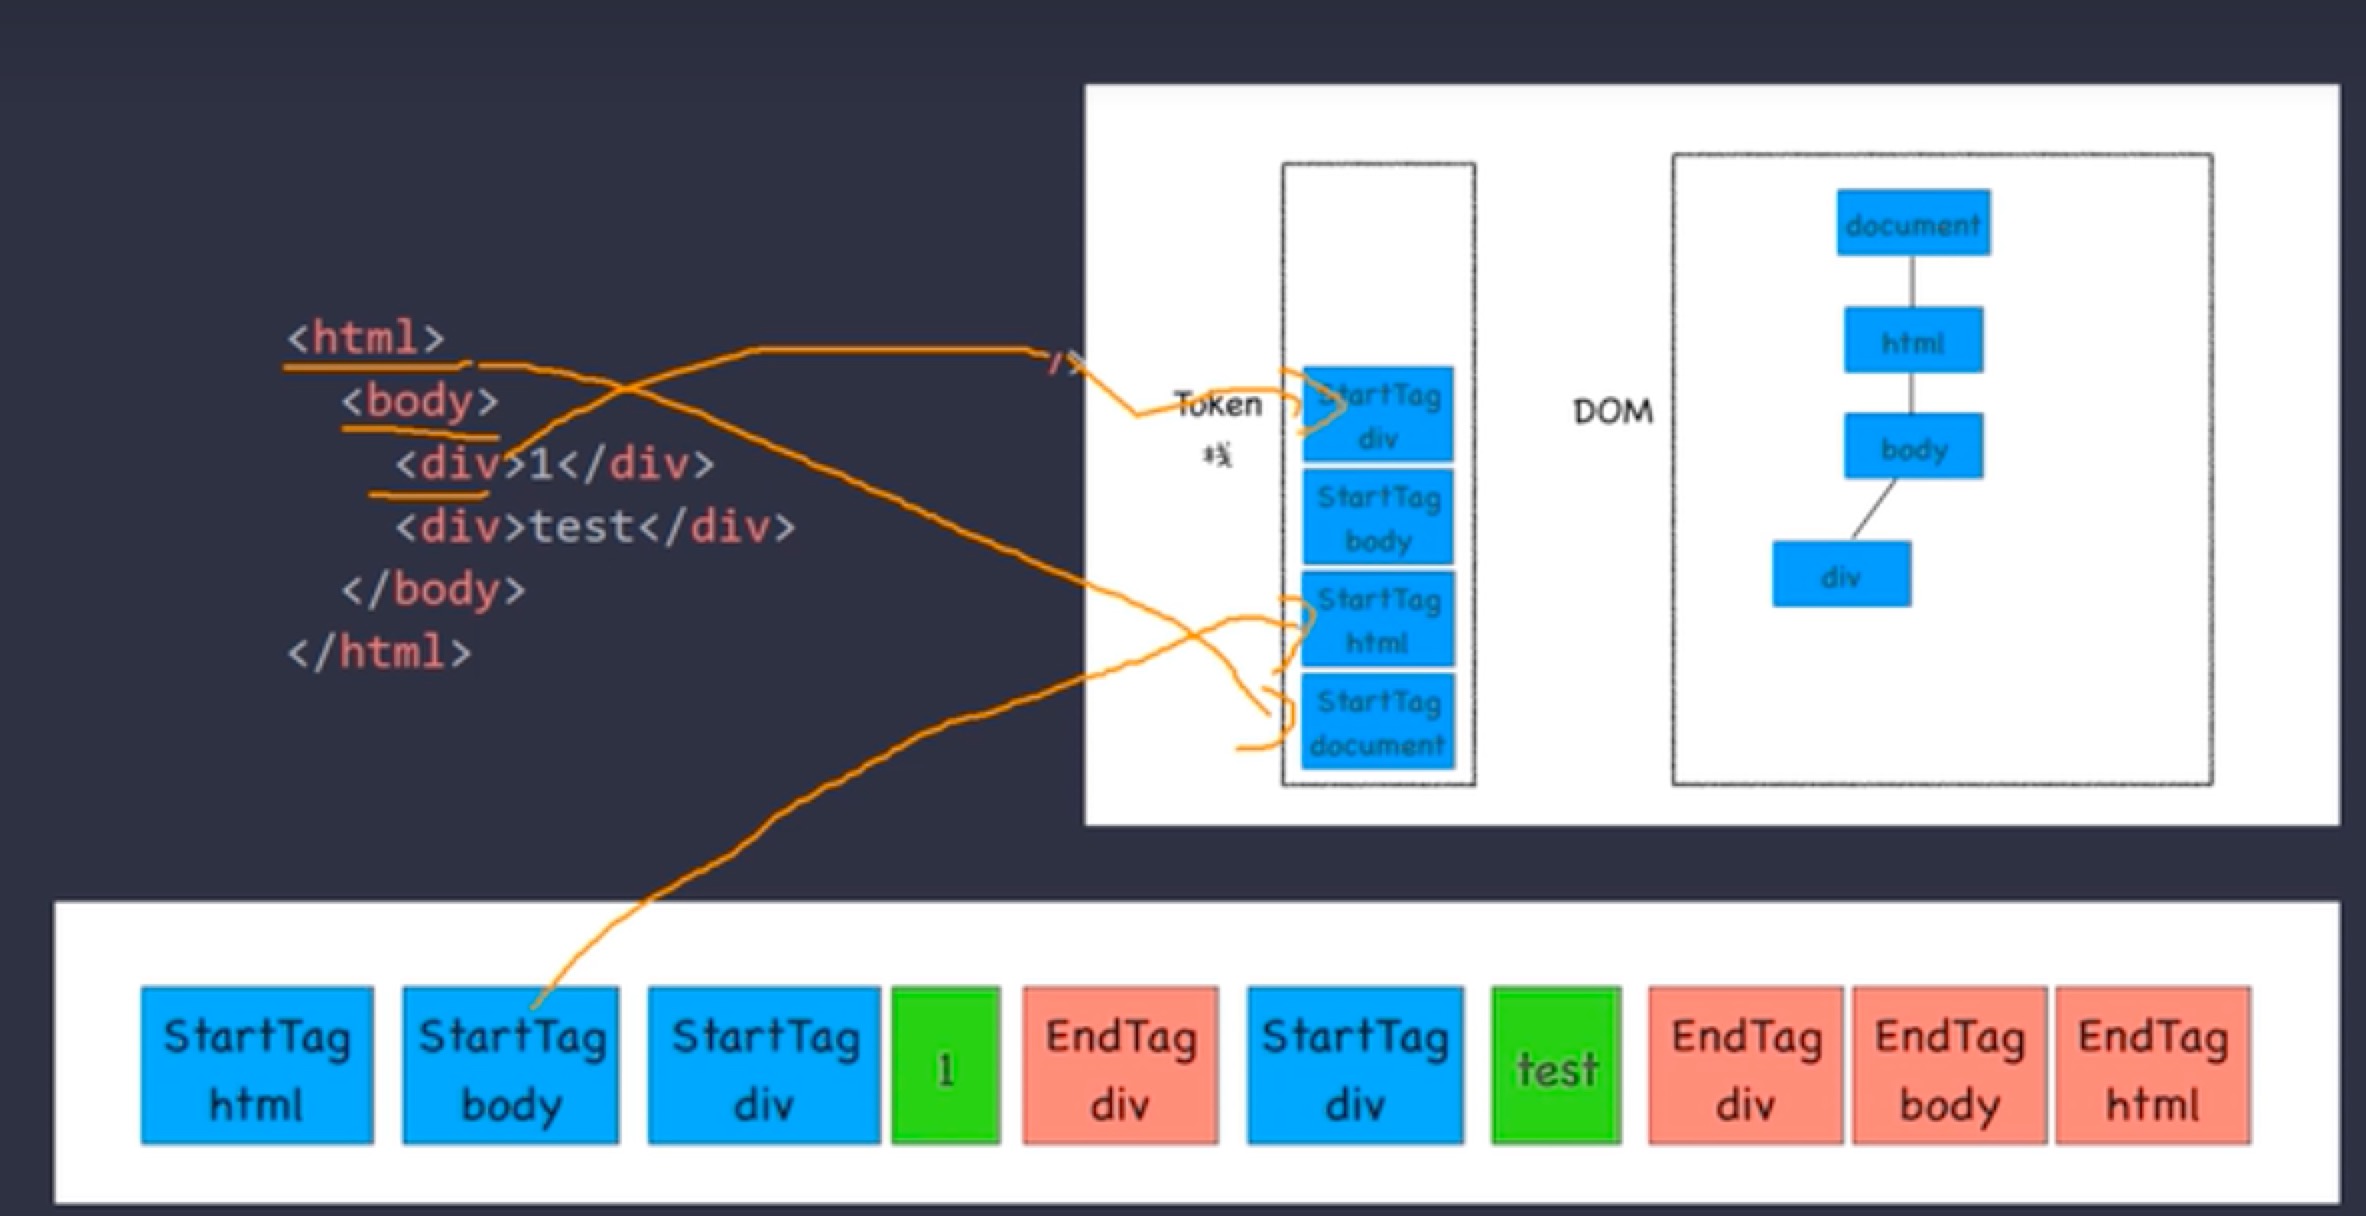 <html>
<body>
<div>1</div>
<div>test</div>
</body>
</html>
/>
Token
栈
StartTag
div
StartTag
body
StartTag
html
StartTag
document
DOM
document
html
body
div
StartTag
html
StartTag
body
StartTag
div
1
EndTag
div
StartTag
div
test
EndTag
div
EndTag
body
EndTag
html